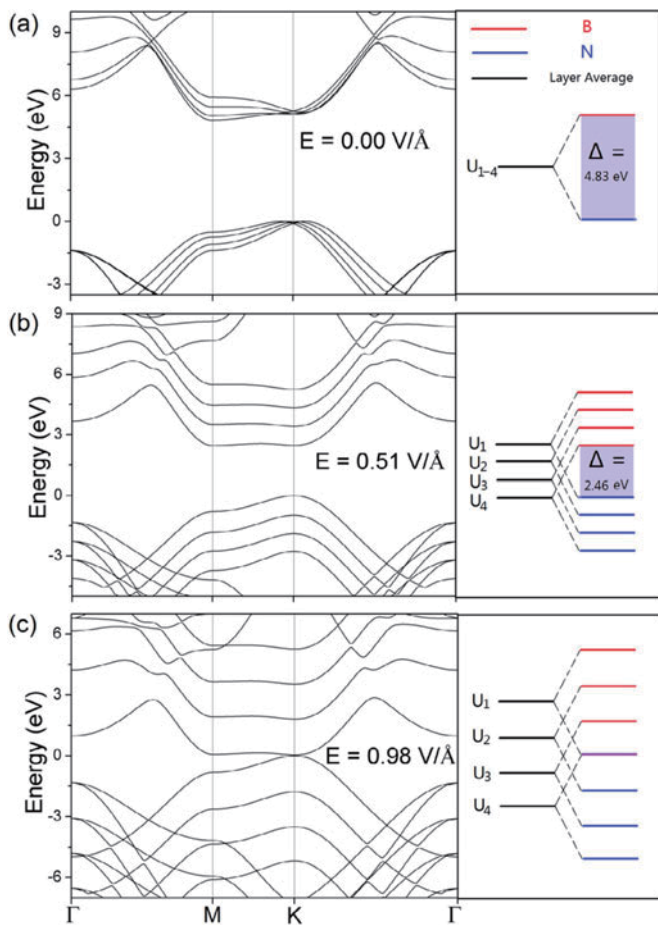 (a)
9
6
3
0
-3
Energy (eV)
E = 0.00 V/Å
B
N
Layer Average
U1-4
Δ =
4.83 eV
(b)
9
6
3
0
-3
Energy (eV)
E = 0.51 V/Å
U1
U2
U3
U4
Δ =
2.46 eV
(c)
6
3
0
-3
-6
Energy (eV)
E = 0.98 V/Å
U1
U2
U3
U4
Γ M K Γ